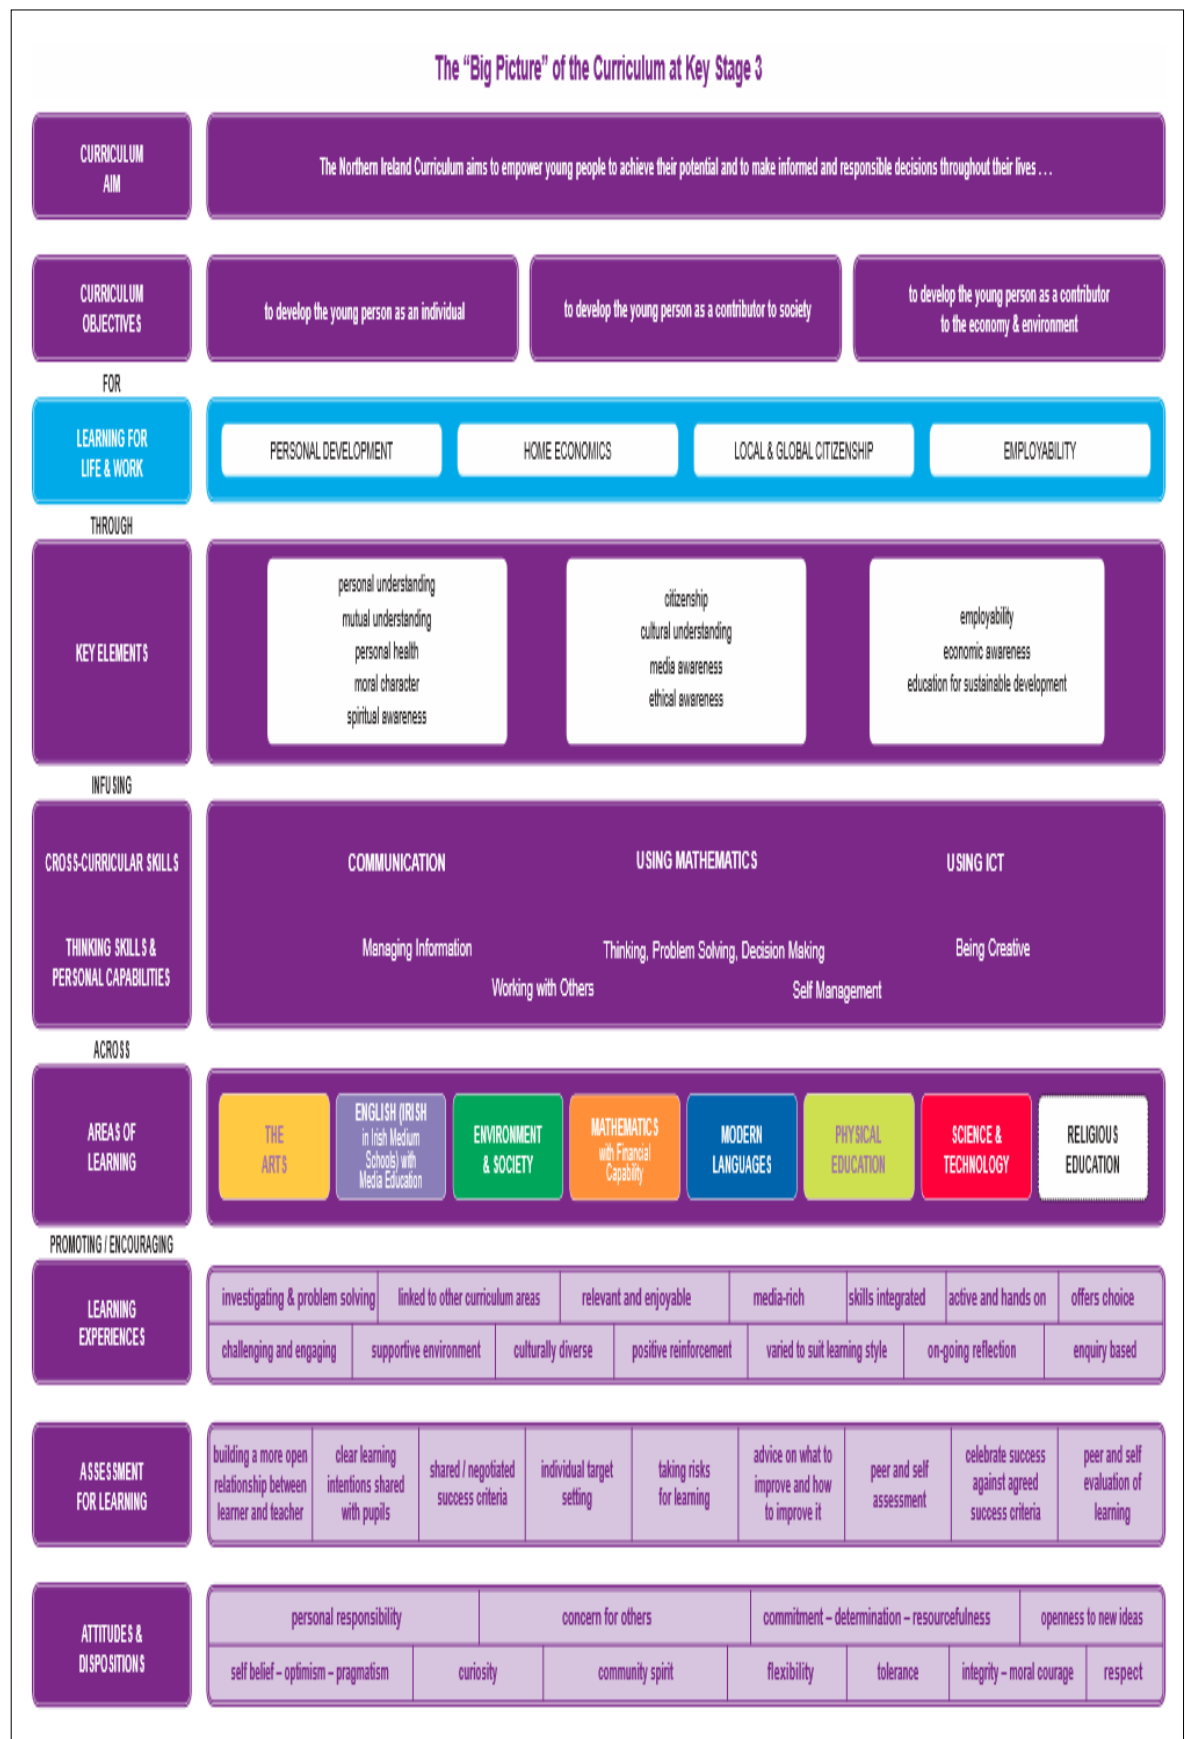 The “Big Picture” of the Curriculum at Key Stage 3
CURRICULUM
AIM
The Northern Ireland Curriculum aims to empower young people to achieve their potential and to make informed and responsible decisions throughout their lives . . .
CURRICULUM
OBJECTIVES
to develop the young person as an individual
to develop the young person as a contributor to society
to develop the young person as a contributor
to the economy & environment
FOR
LEARNING FOR
LIFE & WORK
PERSONAL DEVELOPMENT
HOME ECONOMICS
LOCAL & GLOBAL CITIZENSHIP
EMPLOYABILITY
THROUGH
KEY ELEMENTS
personal understanding
mutual understanding
personal health
moral character
spiritual awareness
citizenship
cultural understanding
media awareness
ethical awareness
employability
economic awareness
education for sustainable development
INFUSING
CROSS-CURRICULAR SKILLS
COMMUNICATION
USING MATHEMATICS
USING ICT
THINKING SKILLS &
PERSONAL CAPABILITIES
Managing Information
Thinking, Problem Solving, Decision Making
Being Creative
Working with Others
Self Management
ACROSS
AREAS OF
LEARNING
THE
ARTS
ENGLISH (IRISH
in Irish Medium
Schools) with
Media Education
ENVIRONMENT
& SOCIETY
MATHEMATICS
with Financial
Capability
MODERN
LANGUAGES
PHYSICAL
EDUCATION
SCIENCE &
TECHNOLOGY
RELIGIOUS
EDUCATION
PROMOTING / ENCOURAGING
LEARNING
EXPERIENCES
investigating & problem solving
linked to other curriculum areas
relevant and enjoyable
media-rich
skills integrated
active and hands on
offers choice
challenging and engaging
supportive environment
culturally diverse
positive reinforcement
varied to suit learning style
on-going reflection
enquiry based
ASSESSMENT
FOR LEARNING
building a more open
relationship between
learner and teacher
clear learning
intentions shared
with pupils
shared / negotiated
success criteria
individual target
setting
taking risks
for learning
advice on what to
improve and how
to improve it
peer and self
assessment
celebrate success
against agreed
success criteria
peer and self
evaluation of
learning
ATTITUDES &
DISPOSITIONS
personal responsibility
concern for others
commitment – determination – resourcefulness
openness to new ideas
self belief – optimism – pragmatism
curiosity
community spirit
flexibility
tolerance
integrity – moral courage
respect